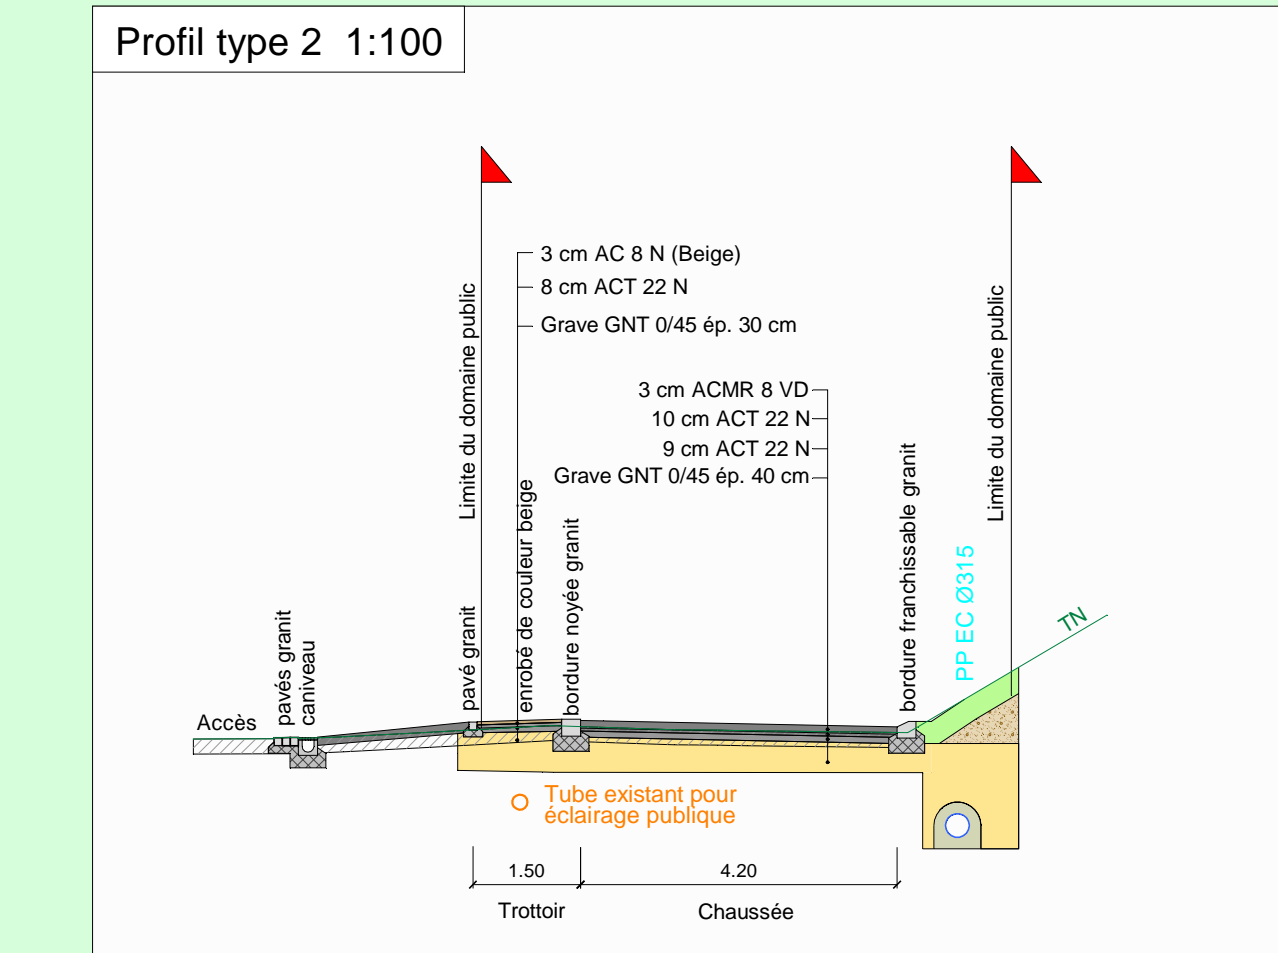 Profil type 2 1:100
3 cm AC 8 N (Beige)
8 cm ACT 22 N
Grave GNT 0/45 ép. 30 cm
3 cm ACMR 8 VD
10 cm ACT 22 N
9 cm ACT 22 N
Grave GNT 0/45 ép. 40 cm
Accès
pavés granit
caniveau
pavé granit
Limite du domaine public
enrobé de couleur beige
bordure noyée granit
bordure franchissable granit
PP EC Ø315
Limite du domaine public
TN
Tube existant pour
éclairage publique
1.50
4.20
Trottoir
Chaussée